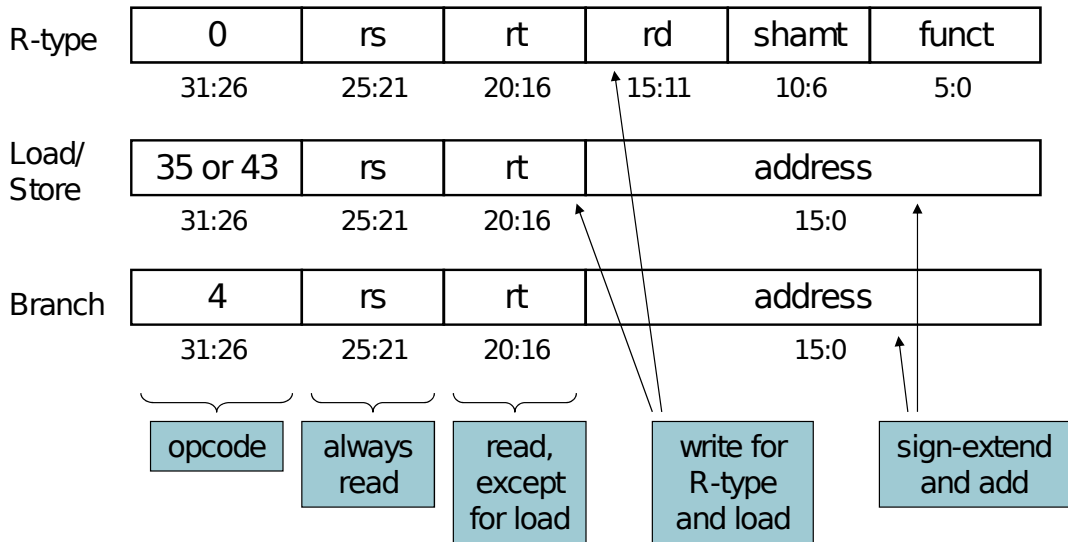 R-type 0 rs rt rd shamt funct
31:26 25:21 20:16 15:11 10:6 5:0
Load/
Store
35 or 43 rs rt address
31:26 25:21 20:16 15:0
Branch 4 rs rt address
31:26 25:21 20:16 15:0
opcode
always
read
read,
except
for load
write for
R-type
and load
sign-extend
and add